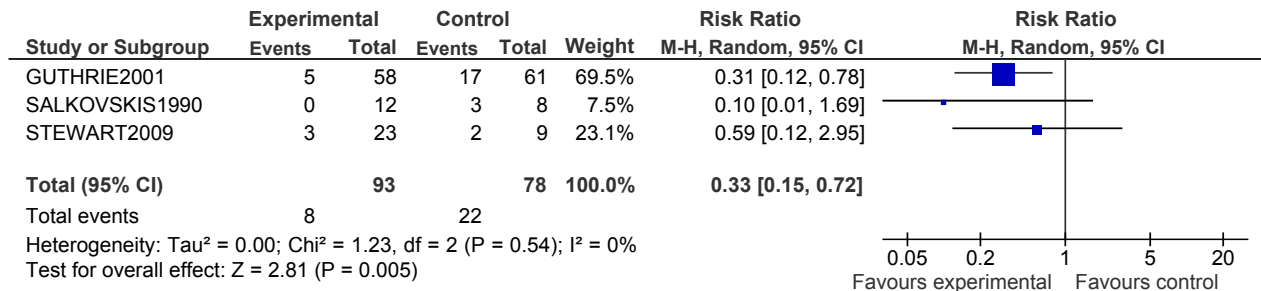 Experimental Control Risk Ratio Risk Ratio
Study or Subgroup Events Total Events Total Weight M-H, Random, 95% CI M-H, Random, 95% CI
GUTHRIE2001 5 58 17 61 69.5% 0.31 [0.12, 0.78]
SALKOVSKIS1990 0 12 3 8 7.5% 0.10 [0.01, 1.69]
STEWART2009 3 23 2 9 23.1% 0.59 [0.12, 2.95]
Total (95% CI) 93 78 100.0% 0.33 [0.15, 0.72]
Total events 8 22
Heterogeneity: Tau² = 0.00; Chi² = 1.23, df = 2 (P = 0.54); I² = 0%
Test for overall effect: Z = 2.81 (P = 0.005)
0.05 0.2 1 5 20
Favours experimental Favours control